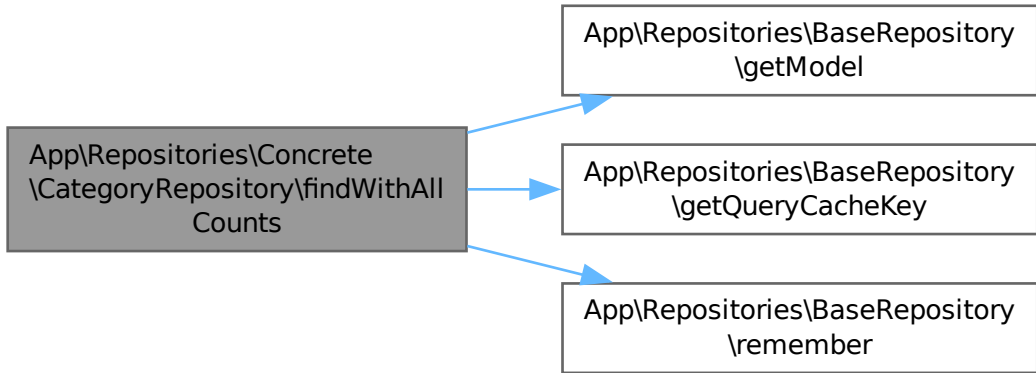 App\Repositories\Concrete
\CategoryRepository\findWithAll
Counts
App\Repositories\BaseRepository
\getModel
App\Repositories\BaseRepository
\getQueryCacheKey
App\Repositories\BaseRepository
\remember